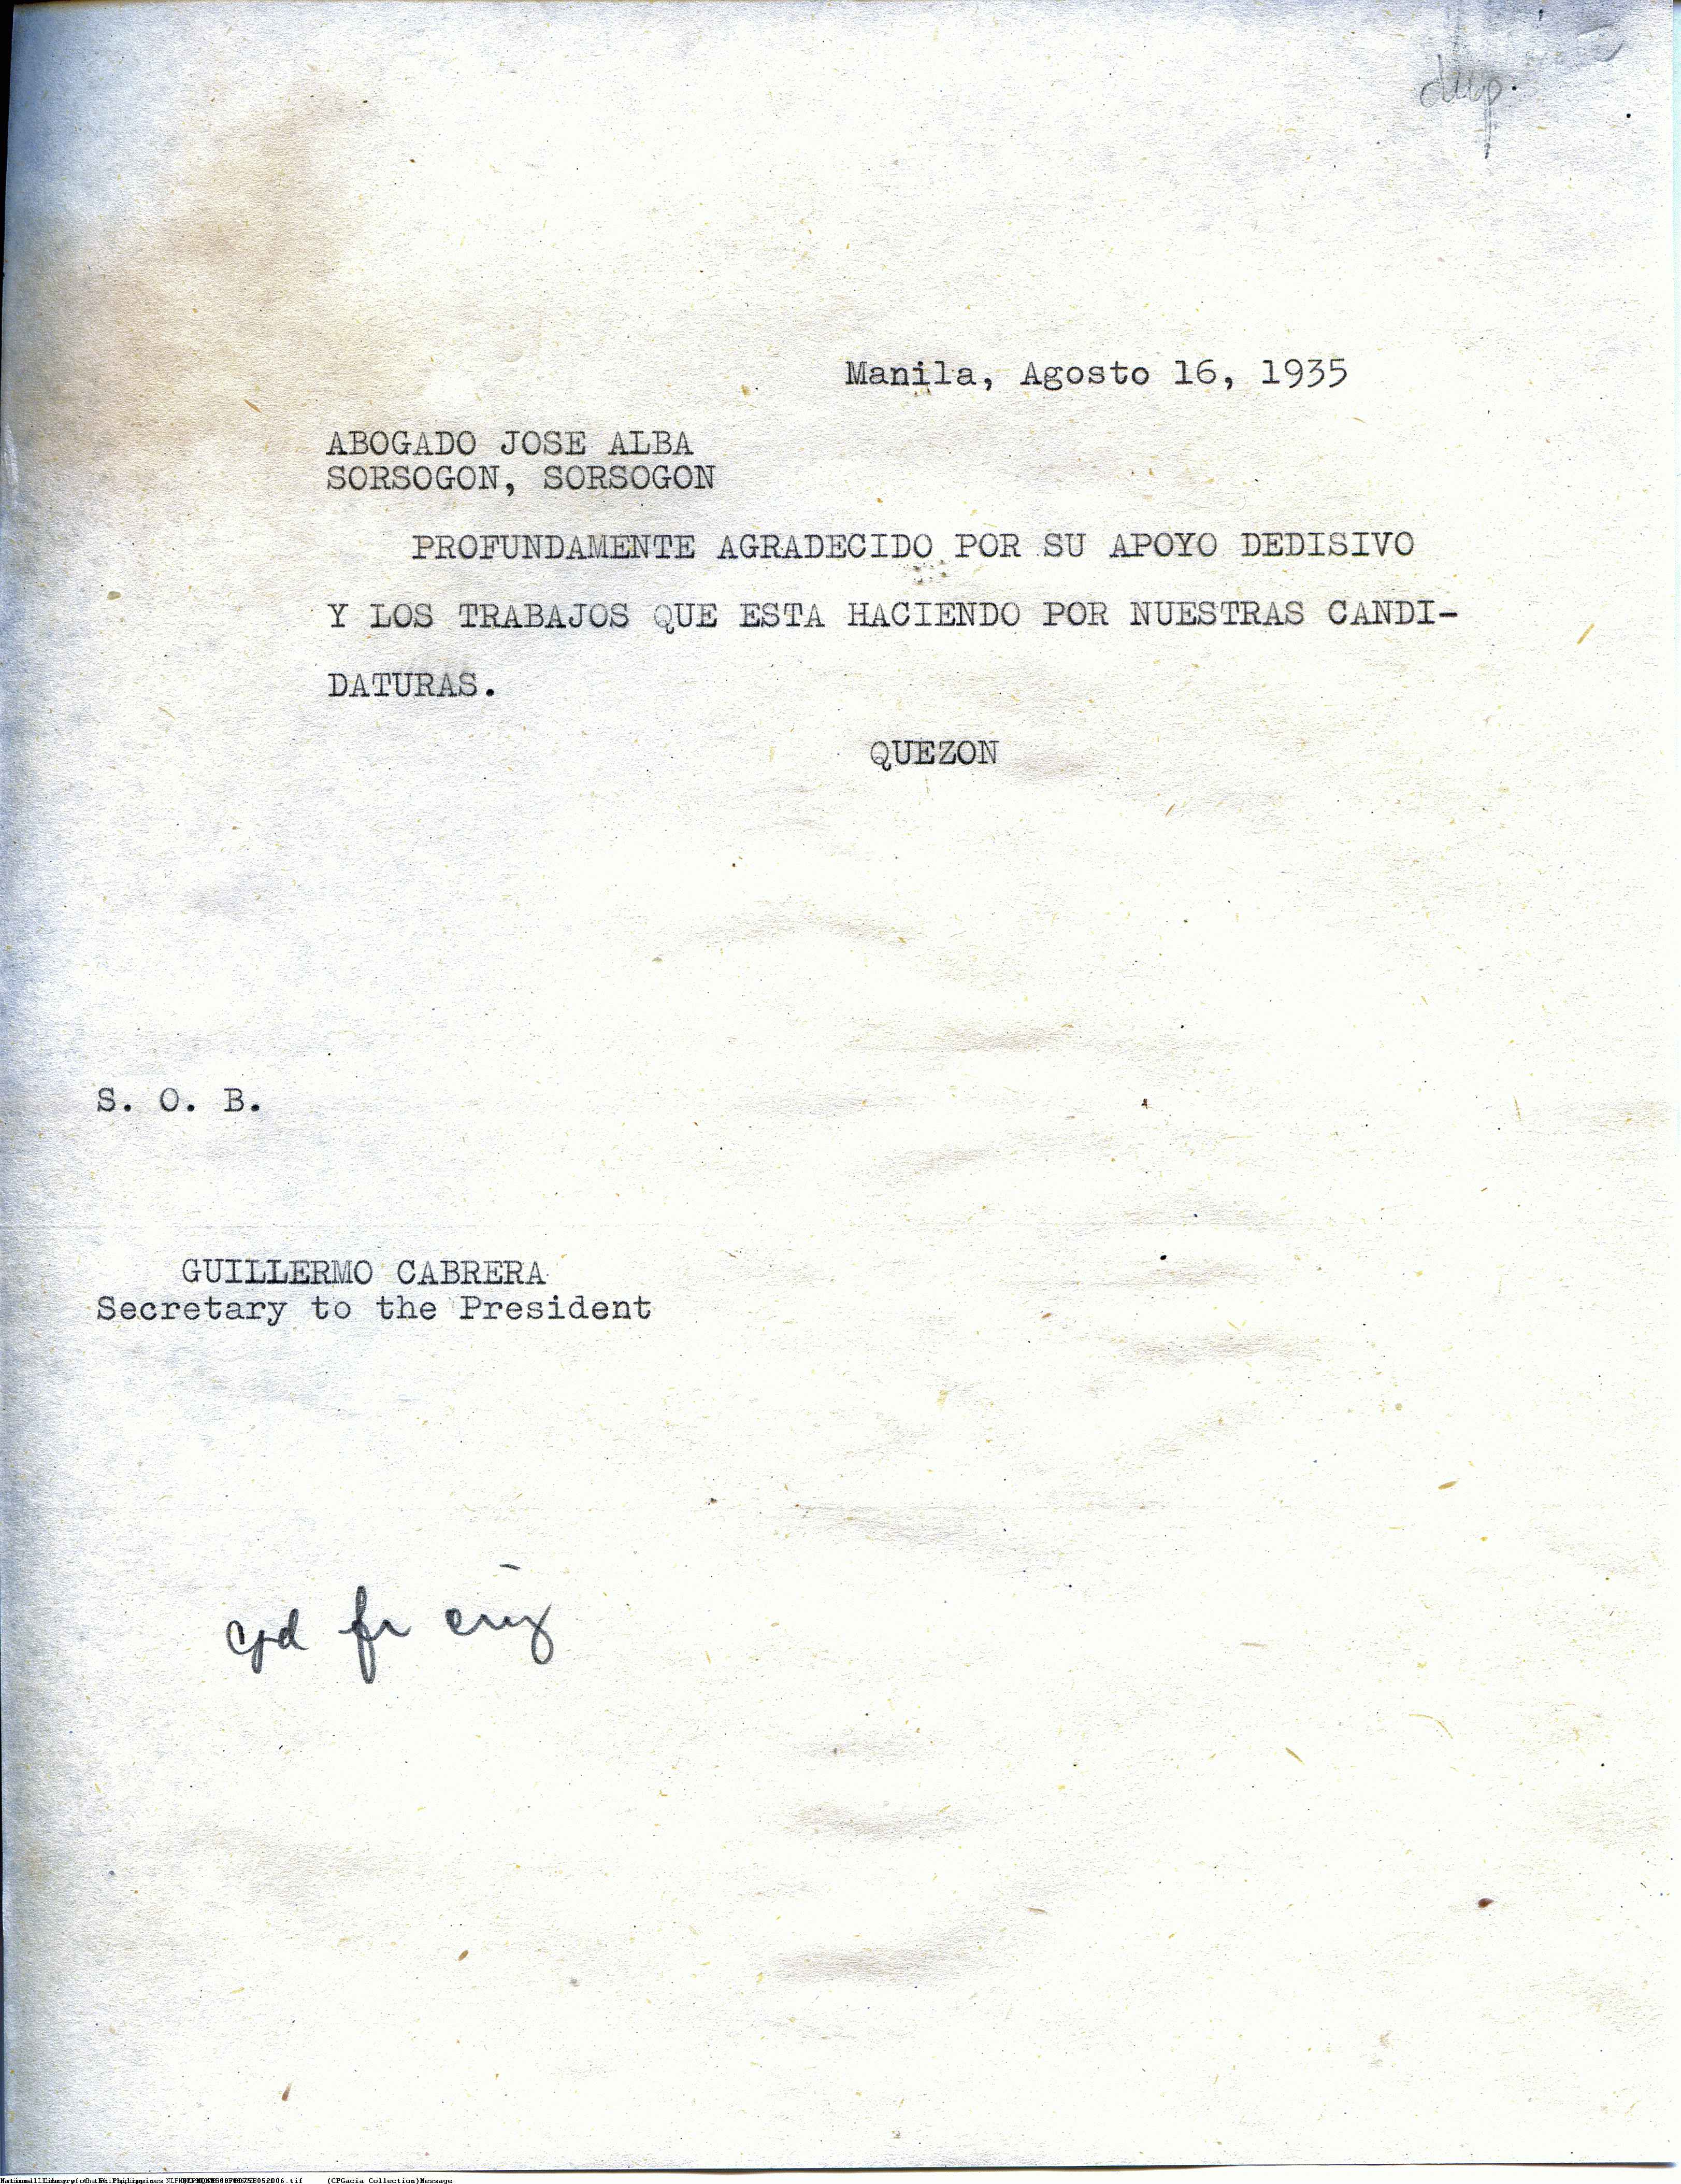 dup.
Manila, Agosto 16, 1935
ABOGADO JOSE ALBA
SORSOGON, SORSOGON
PROFUNDAMENTE AGRADECIDO POR SU APOYO DEDISIVO
Y LOS TRABAJOS QUE ESTA HACIENDO POR NUESTRAS CANDI-
DATURAS.
QUEZON
S. O. B.
GUILLERMO CABRERA
Secretary to the President
fr
(CPGacia Collection)Message